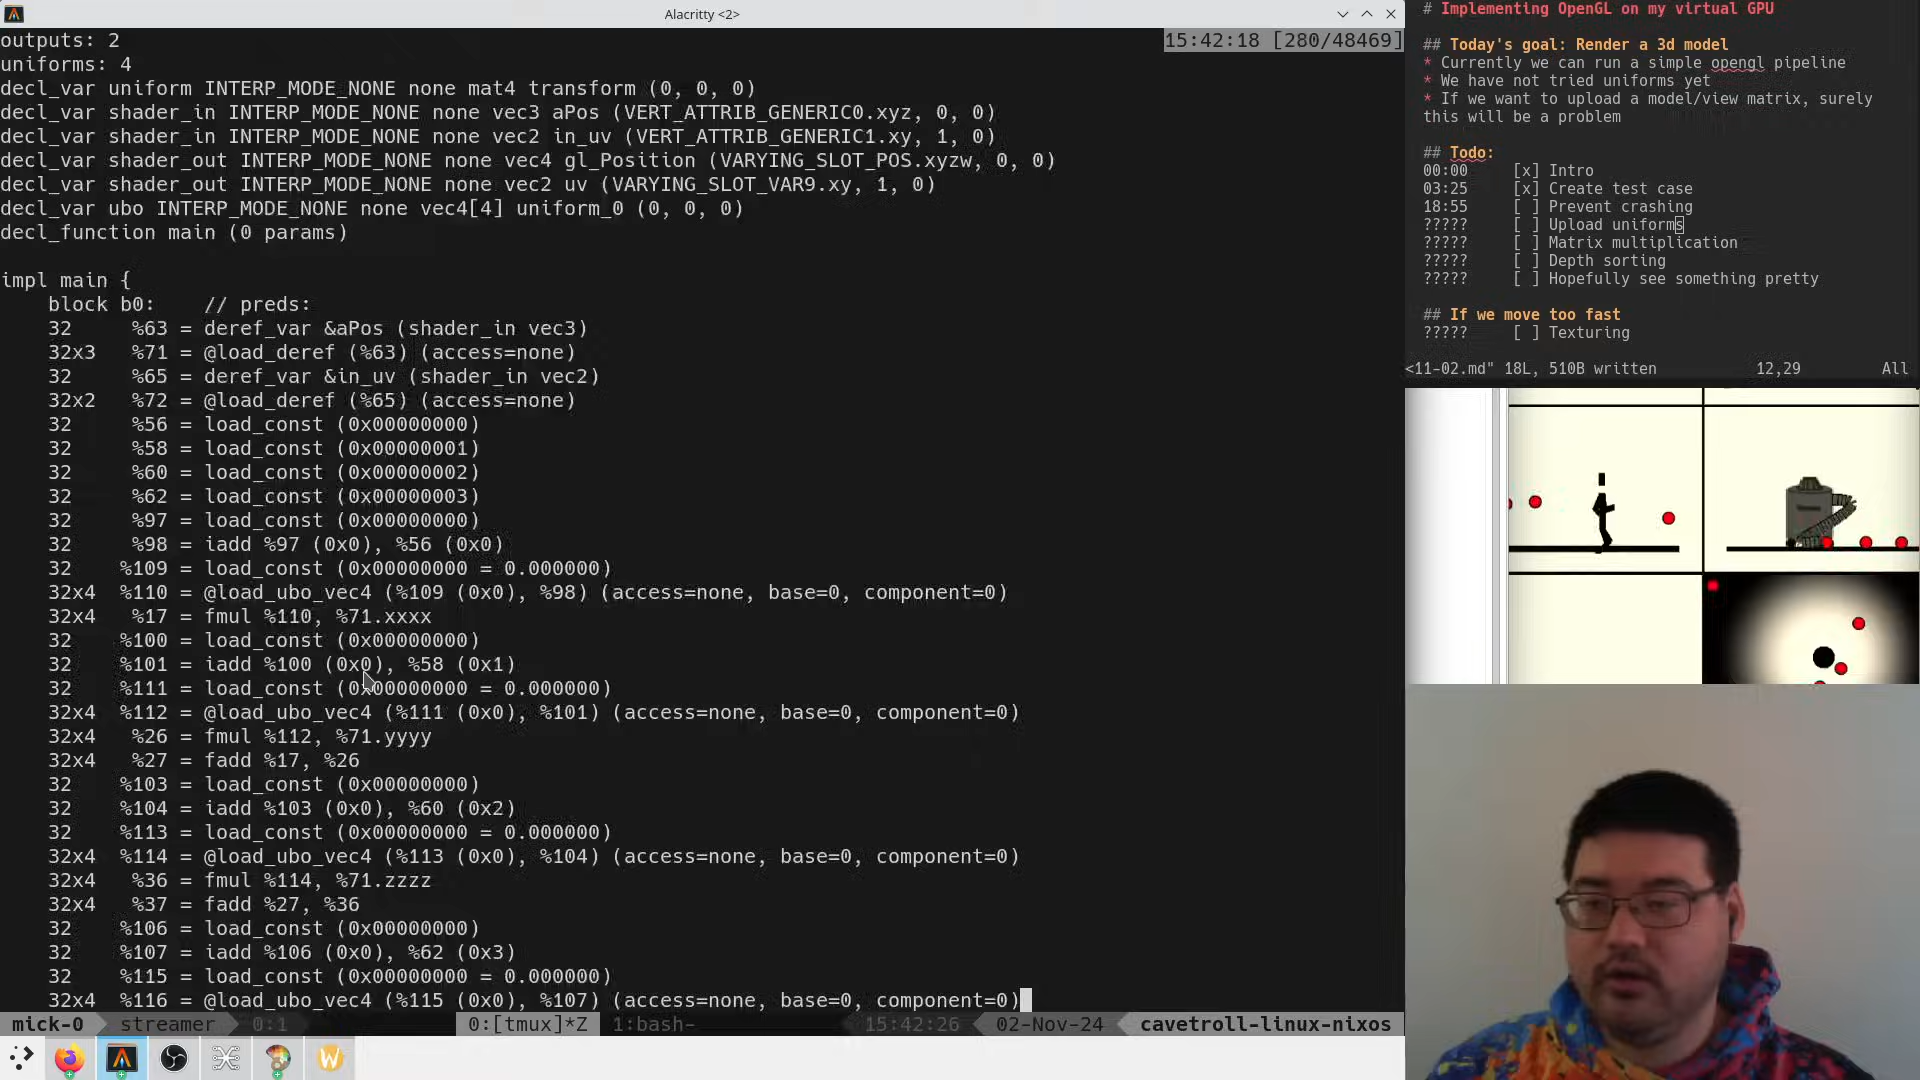 Alacritty <2>
outputs: 2
15:42:18 [280/48469]
uniforms: 4
decl_var uniform INTERP_MODE_NONE none mat4 transform (0, 0, 0)
decl_var shader_in INTERP_MODE_NONE none vec3 aPos (VERT_ATTRIB_GENERIC0.xyz, 0, 0)
decl_var shader_in INTERP_MODE_NONE none vec2 in_uv (VERT_ATTRIB_GENERIC1.xy, 1, 0)
decl_var shader_out INTERP_MODE_NONE none vec4 gl_Position (VARYING_SLOT_POS.xyzw, 0, 0)
decl_var shader_out INTERP_MODE_NONE none vec2 uv (VARYING_SLOT_VAR9.xy, 1, 0)
decl_var ubo INTERP_MODE_NONE none vec4[4] uniform_0 (0, 0, 0)
decl_function main (0 params)
impl main {
block b0:    // preds:
32     %63 = deref_var &aPos (shader_in vec3)
32x3   %71 = @load_deref (%63) (access=none)
32     %65 = deref_var &in_uv (shader_in vec2)
32x2   %72 = @load_deref (%65) (access=none)
32     %56 = load_const (0x00000000)
32     %58 = load_const (0x00000001)
32     %60 = load_const (0x00000002)
32     %62 = load_const (0x00000003)
32     %97 = load_const (0x00000000)
32     %98 = iadd %97 (0x0), %56 (0x0)
32    %109 = load_const (0x00000000 = 0.000000)
32x4  %110 = @load_ubo_vec4 (%109 (0x0), %98) (access=none, base=0, component=0)
32x4   %17 = fmul %110, %71.xxxx
32    %100 = load_const (0x00000000)
32    %101 = iadd %100 (0x0), %58 (0x1)
32    %111 = load_const (0x00000000 = 0.000000)
32x4  %112 = @load_ubo_vec4 (%111 (0x0), %101) (access=none, base=0, component=0)
32x4   %26 = fmul %112, %71.yyyy
32x4   %27 = fadd %17, %26
32    %103 = load_const (0x00000000)
32    %104 = iadd %103 (0x0), %60 (0x2)
32    %113 = load_const (0x00000000 = 0.000000)
32x4  %114 = @load_ubo_vec4 (%113 (0x0), %104) (access=none, base=0, component=0)
32x4   %36 = fmul %114, %71.zzzz
32x4   %37 = fadd %27, %36
32    %106 = load_const (0x00000000)
32    %107 = iadd %106 (0x0), %62 (0x3)
32    %115 = load_const (0x00000000 = 0.000000)
32x4  %116 = @load_ubo_vec4 (%115 (0x0), %107) (access=none, base=0, component=0)
mick-0 streamer 0:1 0:[tmux]*Z 1:bash- 15:42:26 02-Nov-24 cavetroll-linux-nixos
# Implementing OpenGL on my virtual GPU
## Today's goal: Render a 3d model
* Currently we can run a simple opengl pipeline
* We have not tried uniforms yet
* If we want to upload a model/view matrix, surely
this will be a problem
## Todo:
00:00     [x] Intro
03:25     [x] Create test case
18:55     [ ] Prevent crashing
?????     [ ] Upload uniforms
?????     [ ] Matrix multiplication
?????     [ ] Depth sorting
?????     [ ] Hopefully see something pretty
## If we move too fast
?????     [ ] Texturing
<11-02.md" 18L, 510B written     12,29     All